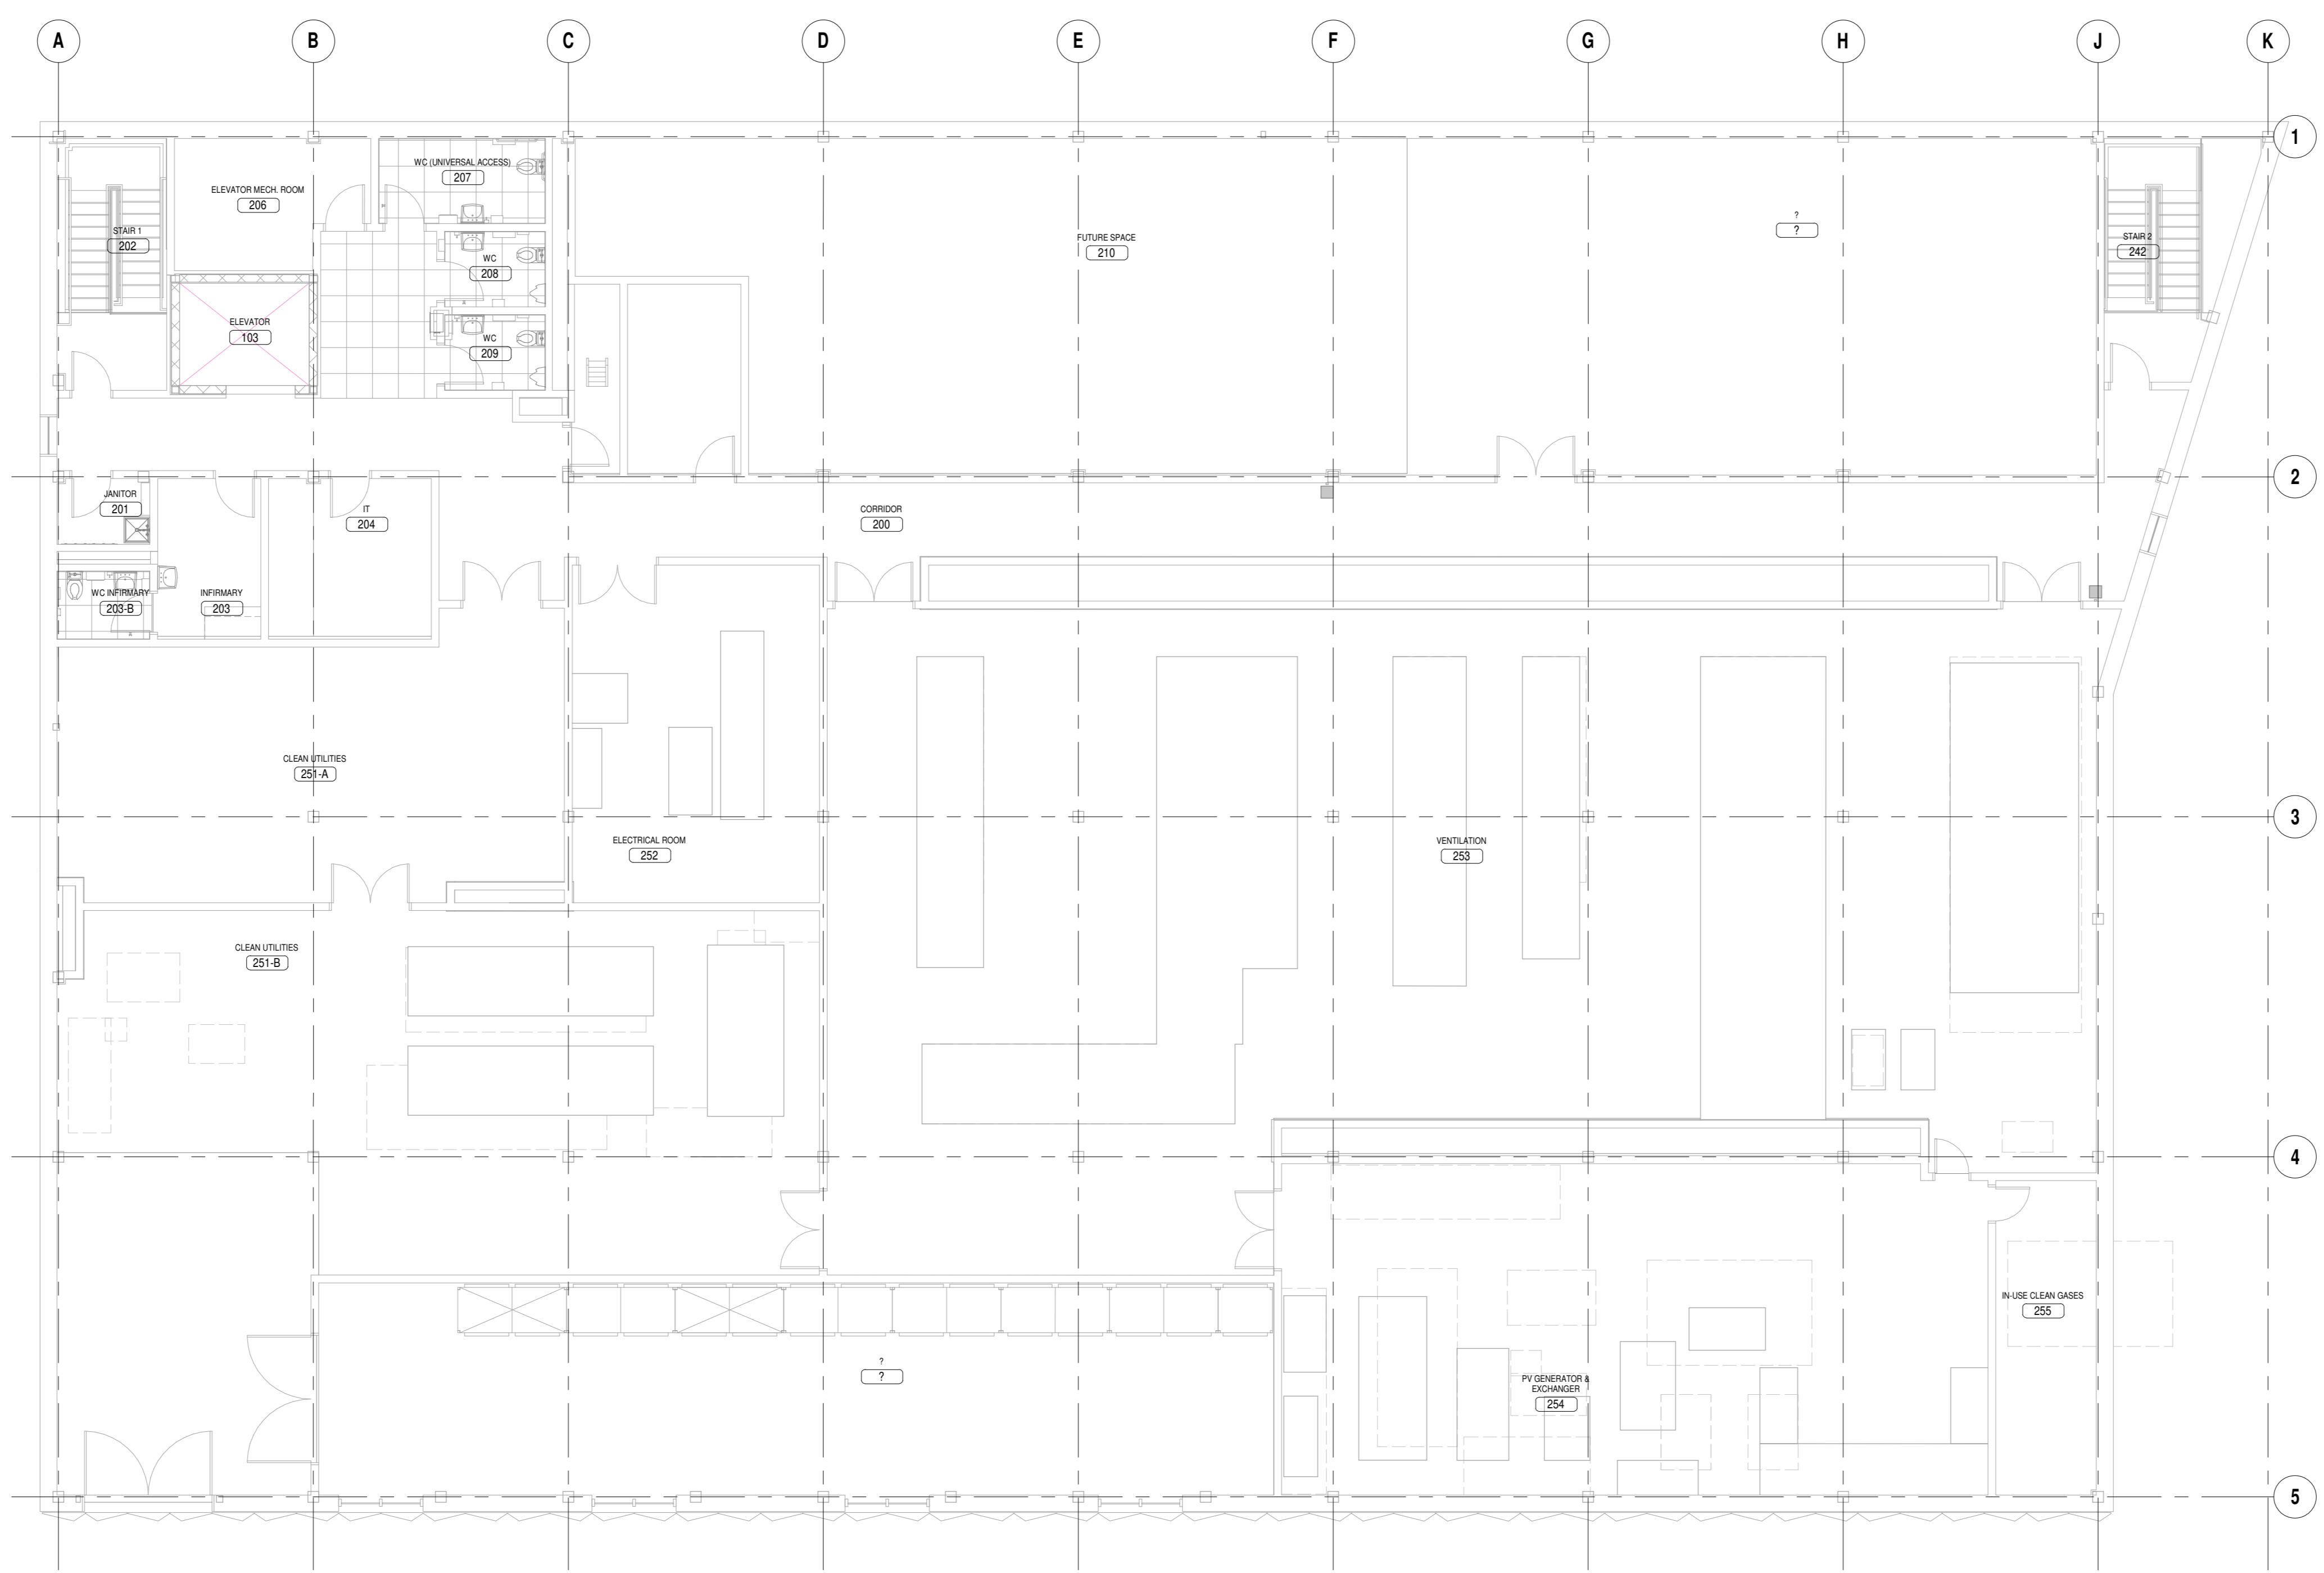 A B C D E F G H J K
1
WC (UNIVERSAL ACCESS)
207
ELEVATOR MECH. ROOM
206
STAIR 1
202
?
?
FUTURE SPACE
210
STAIR 2
242
WC
208
ELEVATOR
103
WC
209
2
JANITOR
201
IT
204
CORRIDOR
200
WC INFIRMARY
203-B
INFIRMARY
203
CLEAN UTILITIES
251-A
3
ELECTRICAL ROOM
252
VENTILATION
253
CLEAN UTILITIES
251-B
4
IN-USE CLEAN GASES
255
?
?
PV GENERATOR &
EXCHANGER
254
5